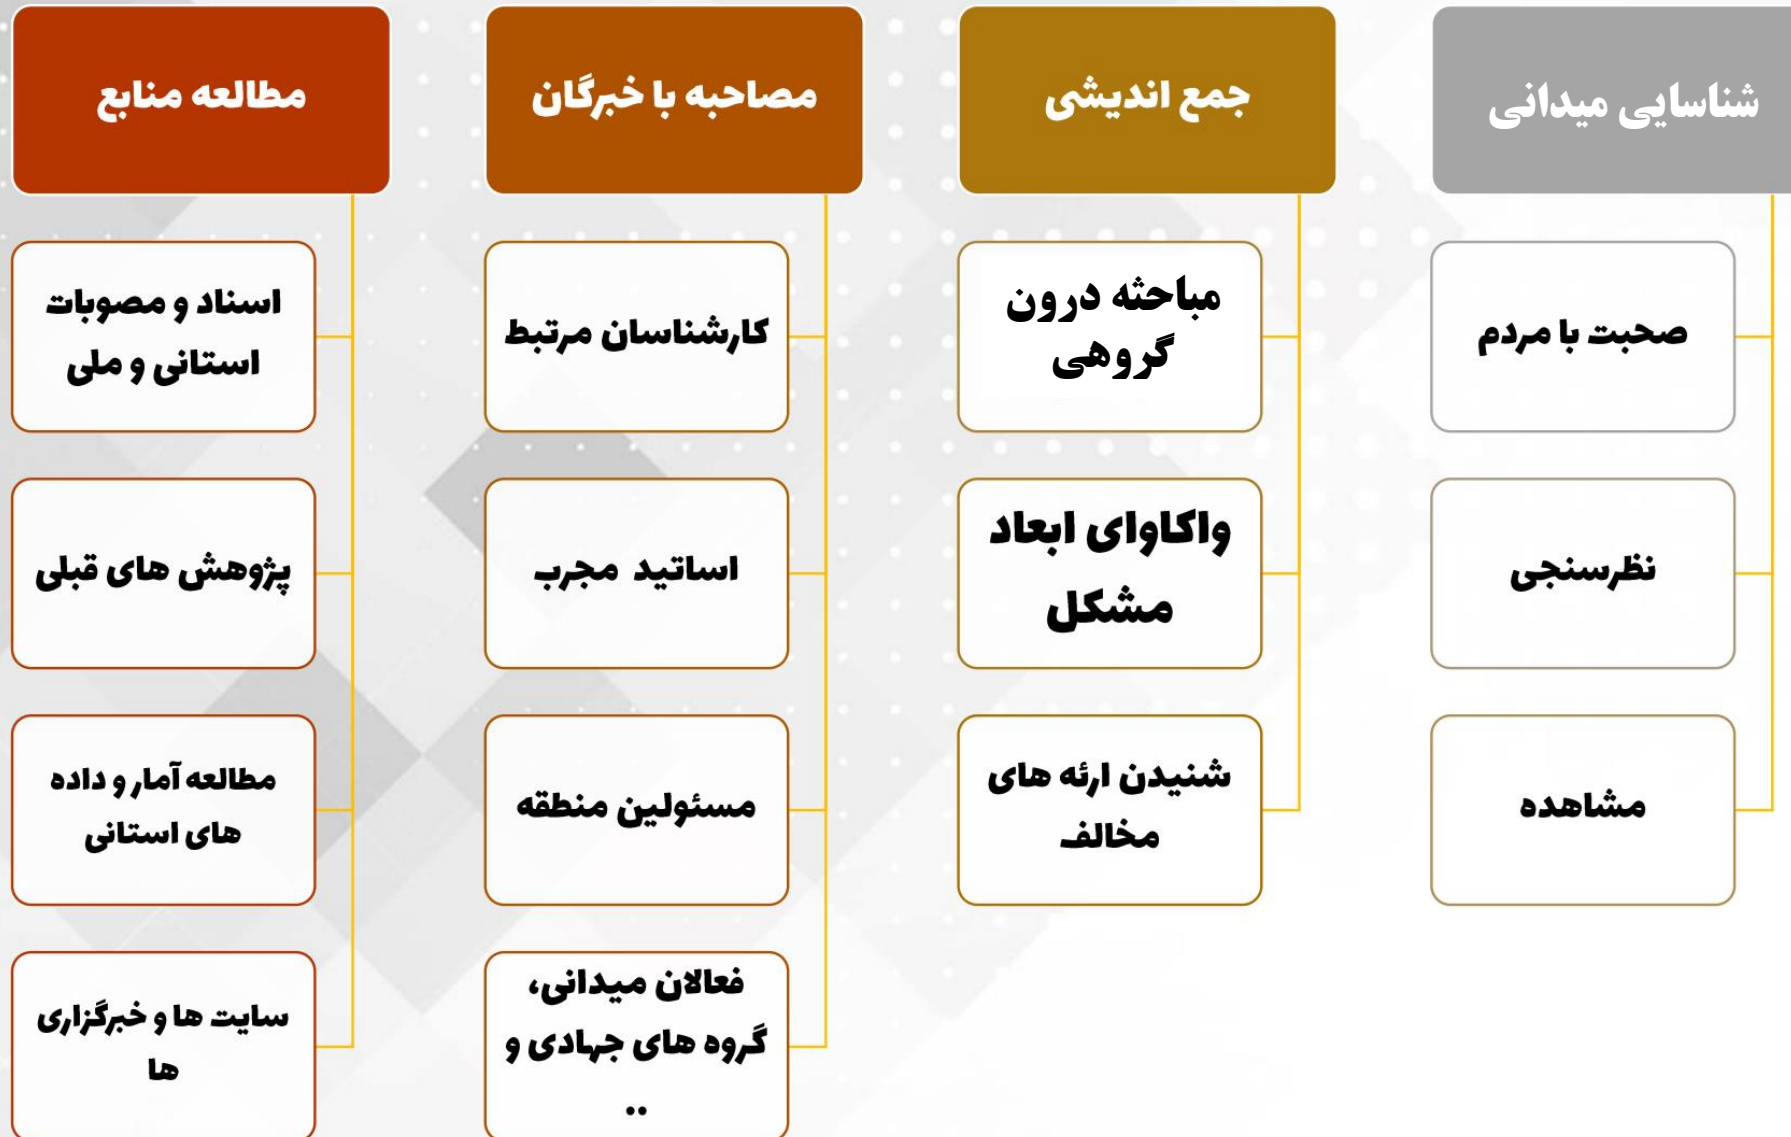 شناسایی میدانی
صحبت با مردم
نظرسنجی
مشاهده
جمع اندیشی
مباحثه درون
گروهی
واکاوای ابعاد
مشکل
شنیدن ارئه های
مخالف
مصاحبه با خبرگان
کارشناسان مرتبط
اساتید مجرب
مسئولین منطقه
فعالان میدانی،
گروه های جهادی و
..
مطالعه منابع
اسناد و مصوبات
استانی و ملی
پژوهش های قبلی
مطالعه آمار و داده
های استانی
سایت ها و خبرگزاری
ها